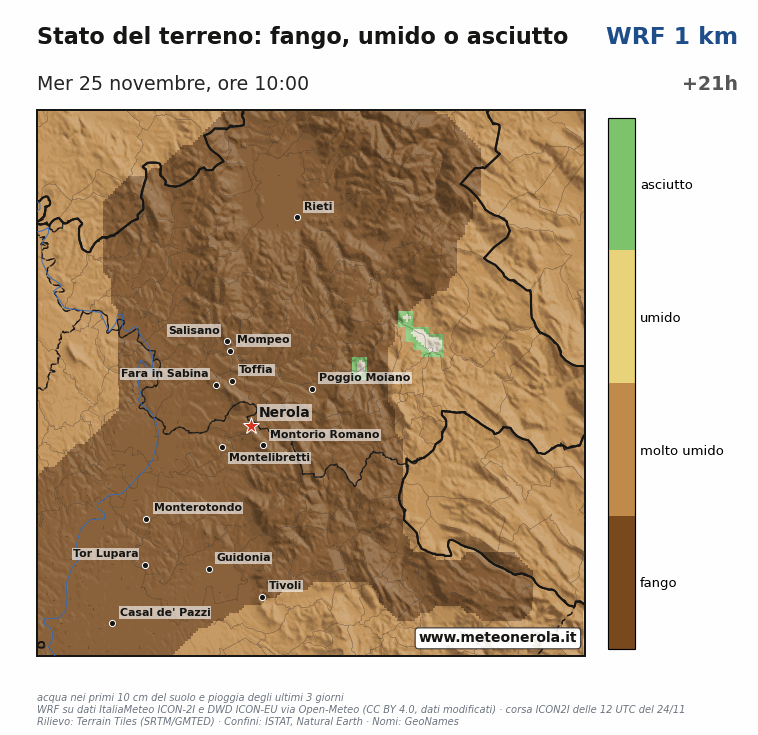 Stato del terreno: fango, umido o asciutto
WRF 1 km
Mer 25 novembre, ore 10:00
+21h
asciutto
umido
molto umido
fango
Rieti
Salisano
Mompeo
Toffia
Fara in Sabina
Poggio Moiano
Nerola
Montorio Romano
Montelibretti
Monterotondo
Tor Lupara
Guidonia
Tivoli
Casal de' Pazzi
www.meteonerola.it
acqua nei primi 10 cm del suolo e pioggia degli ultimi 3 giorni
WRF su dati ItaliaMeteo ICON-2I e DWD ICON-EU via Open-Meteo (CC BY 4.0, dati modificati) · corsa ICON2I delle 12 UTC del 24/11
Rilievo: Terrain Tiles (SRTM/GMTED) · Confini: ISTAT, Natural Earth · Nomi: GeoNames